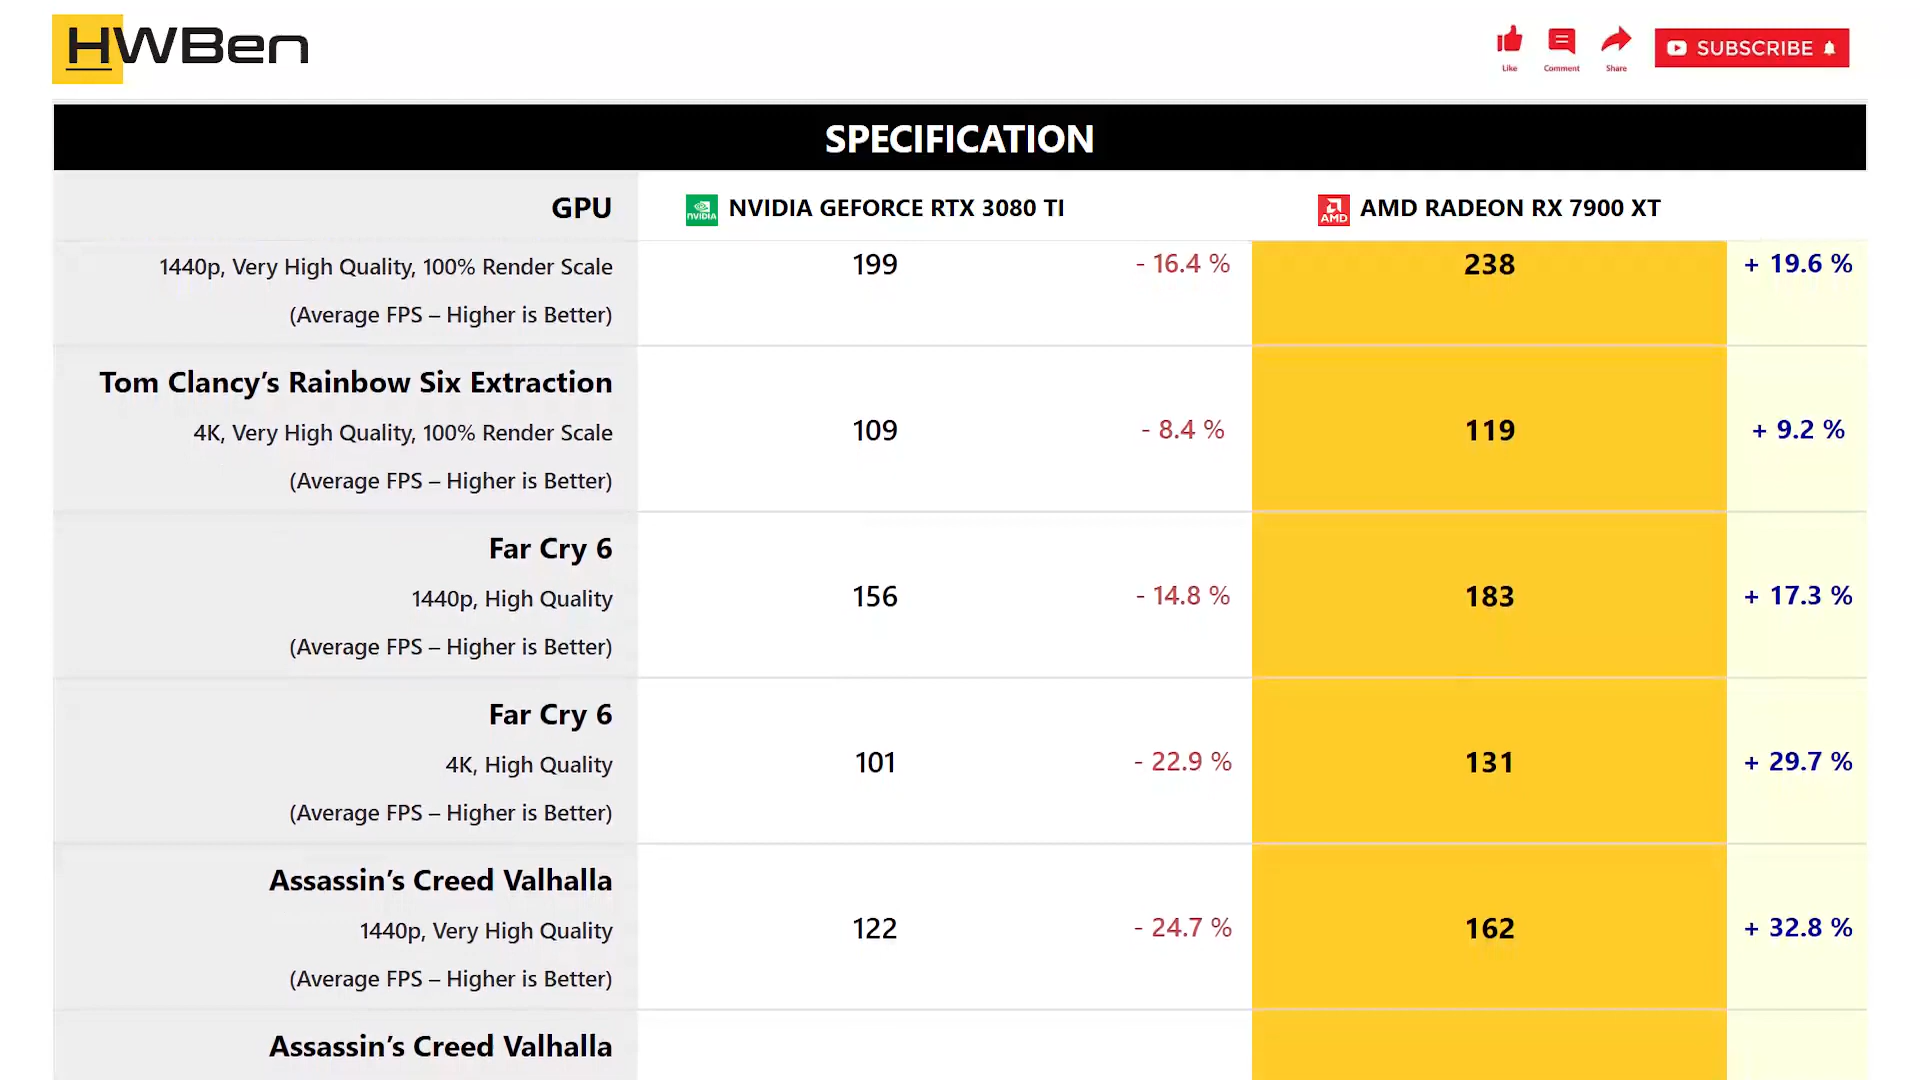 HWBen
Like
Comment
Share
SUBSCRIBE
SPECIFICATION
GPU
NVIDIA
NVIDIA GEFORCE RTX 3080 TI
AMD
AMD RADEON RX 7900 XT
1440p, Very High Quality, 100% Render Scale
(Average FPS – Higher is Better)
199
- 16.4 %
238
+ 19.6 %
Tom Clancy’s Rainbow Six Extraction
4K, Very High Quality, 100% Render Scale
(Average FPS – Higher is Better)
109
- 8.4 %
119
+ 9.2 %
Far Cry 6
1440p, High Quality
(Average FPS – Higher is Better)
156
- 14.8 %
183
+ 17.3 %
Far Cry 6
4K, High Quality
(Average FPS – Higher is Better)
101
- 22.9 %
131
+ 29.7 %
Assassin’s Creed Valhalla
1440p, Very High Quality
(Average FPS – Higher is Better)
122
- 24.7 %
162
+ 32.8 %
Assassin’s Creed Valhalla